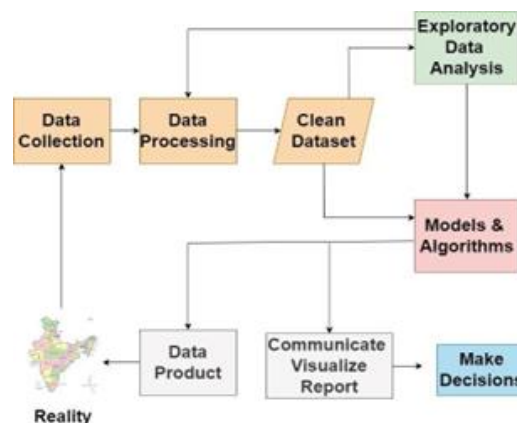 Exploratory
Data
Analysis
Data
Collection
Data
Processing
Clean
Dataset
Models &
Algorithms
Data
Product
Communicate
Visualize
Report
Make
Decisions
Reality